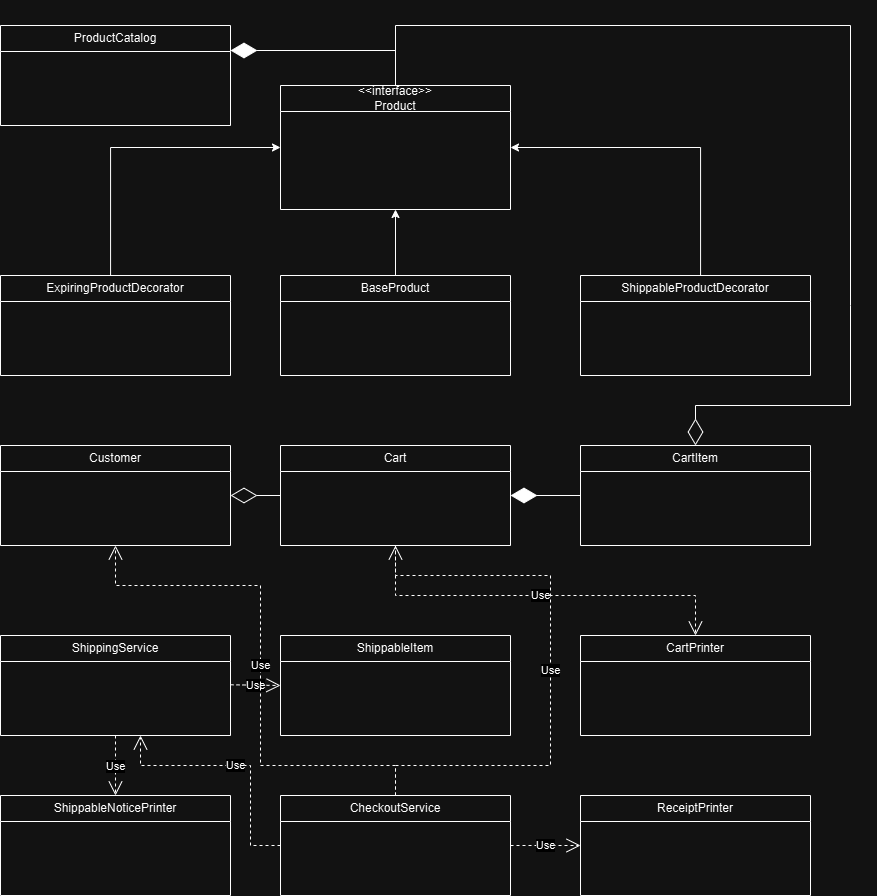 ProductCatalog
<<interface>>
Product
ExpiringProductDecorator
BaseProduct
ShippableProductDecorator
Customer
Cart
CartItem
Use
ShippingService
ShippableItem
CartPrinter
Use
Use
Use
Use
Use
ShippableNoticePrinter
CheckoutService
ReceiptPrinter
Use